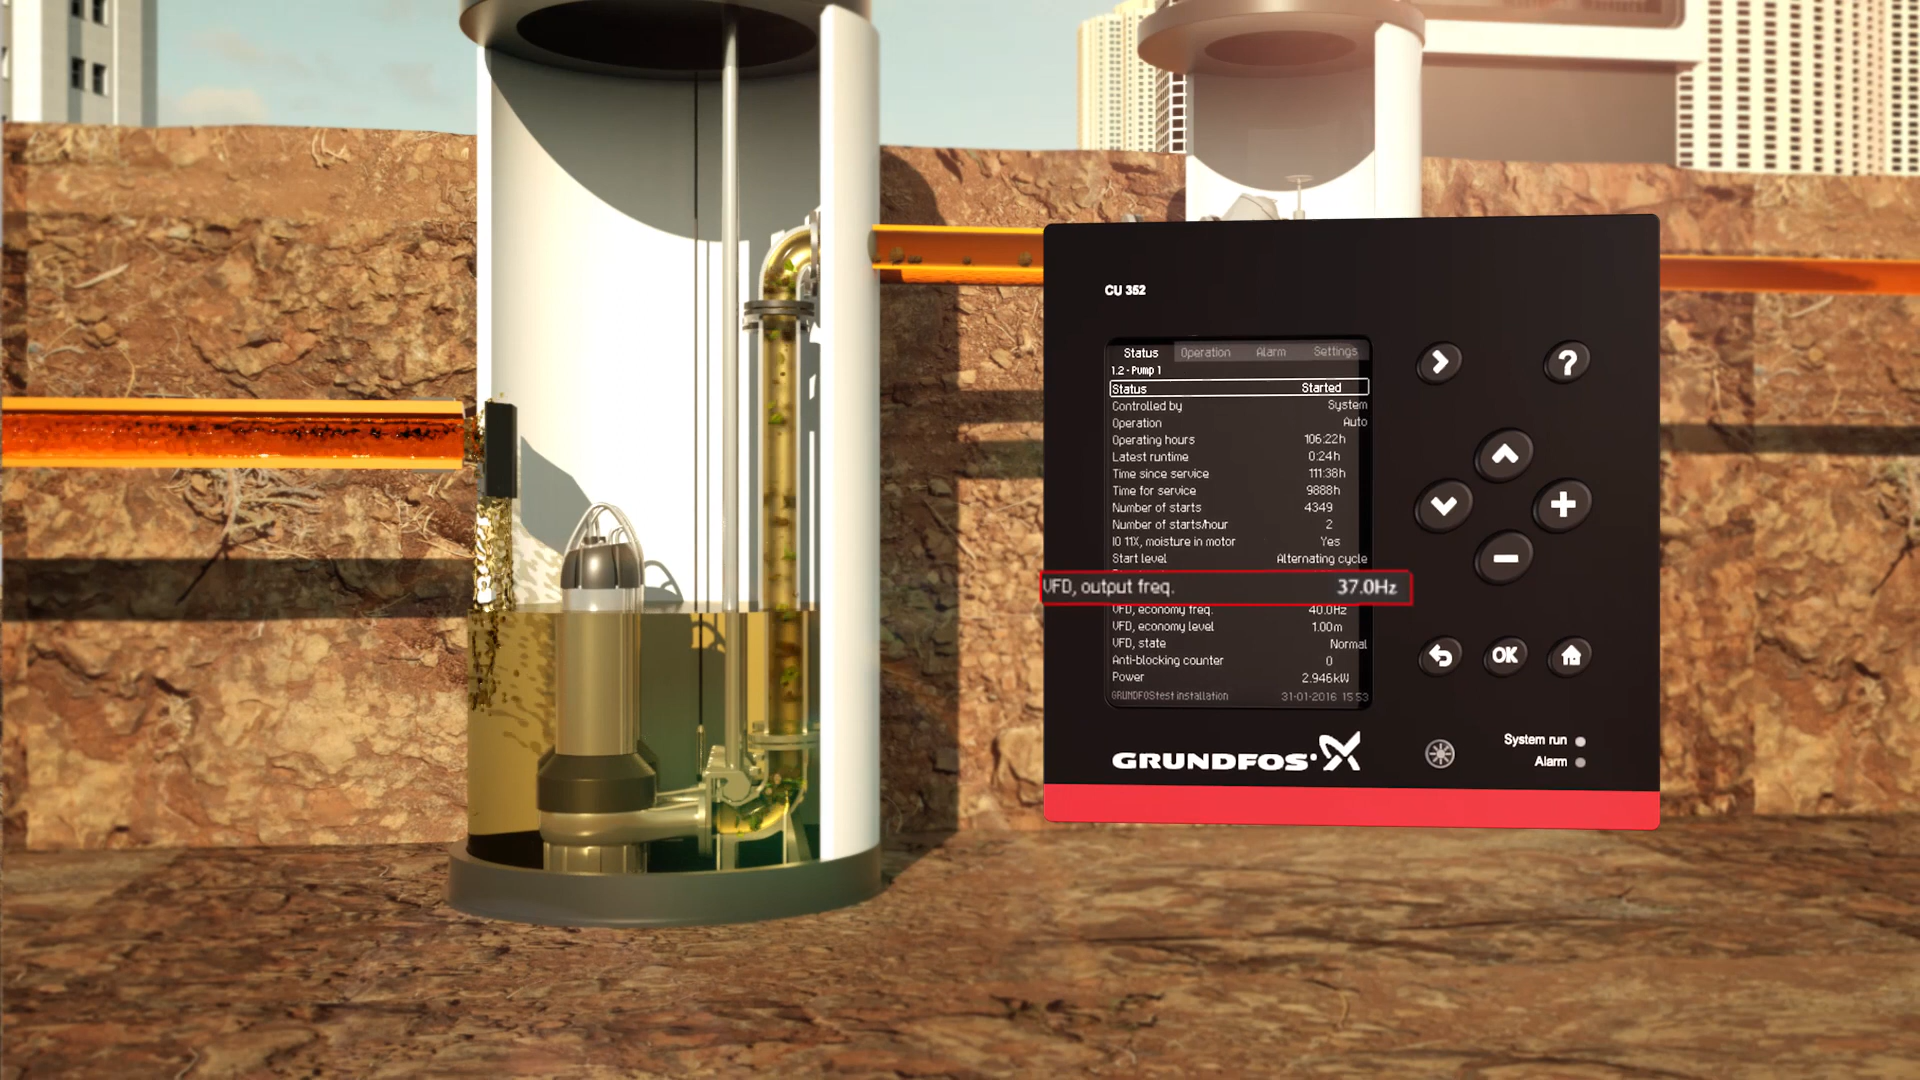 CU 352
Status Operation Alarm Settings
1.2 - Pump 1
Status Started
Controlled by System
Operation Auto
Operating hours 106:22h
Latest runtime 0:24h
Time since service 111:38h
Time for service 9888h
Number of starts 4349
Number of starts/hour 2
IO 11X, moisture in motor Yes
Start level Alternating cycle
VFD, output freq. 37.0Hz
VFD, economy freq. 40.0Hz
VFD, economy level 1.00m
VFD, state Normal
Anti-blocking counter 0
Power 2.946kW
GRUNDFOS test installation 31-01-2016 15:53
OK
System run
Alarm
GRUNDFOS